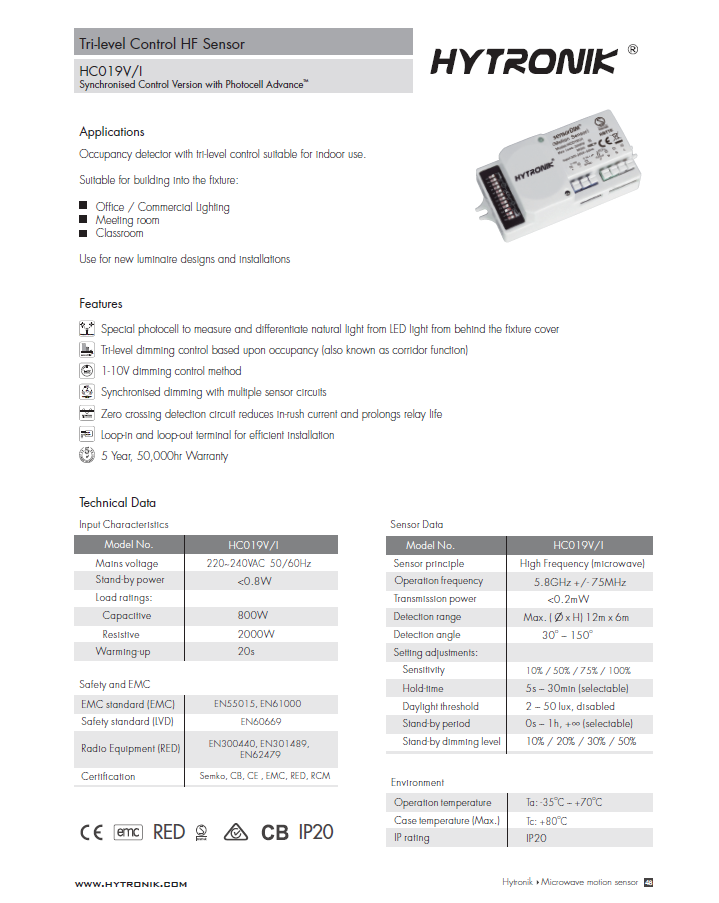 Tri-level Control HF Sensor
HC019V/I
Synchronised Control Version with Photocell Advance™
HYTRONIK ®
Applications
Occupancy detector with tri-level control suitable for indoor use.
Suitable for building into the fixture:
Office / Commercial Lighting
Meeting room
Classroom
Use for new luminaire designs and installations
HYTRONIK
Features
Special photocell to measure and differentiate natural light from LED light from behind the fixture cover
Tri-level dimming control based upon occupancy (also known as corridor function)
1-10V dimming control method
Synchronised dimming with multiple sensor circuits
Zero crossing detection circuit reduces in-rush current and prolongs relay life
Loop-in and loop-out terminal for efficient installation
5 Year, 50,000hr Warranty
Technical Data
Input Characteristics
Model No. HC019V/I
Mains voltage 220~240VAC 50/60Hz
Stand-by power <0.8W
Load ratings:
Capacitive 800W
Resistive 2000W
Warming-up 20s
Safety and EMC
EMC standard (EMC) EN55015, EN61000
Safety standard (LVD) EN60669
Radio Equipment (RED) EN300440, EN301489,
EN62479
Certification Semko, CB, CE , EMC, RED, RCM
Sensor Data
Model No. HC019V/I
Sensor principle High Frequency (microwave)
Operation frequency 5.8GHz +/- 75MHz
Transmission power <0.2mW
Detection range Max. ( Ø x H) 12m x 6m
Detection angle 30° ~ 150°
Setting adjustments:
Sensitivity 10% / 50% / 75% / 100%
Hold-time 5s ~ 30min (selectable)
Daylight threshold 2 ~ 50 lux, disabled
Stand-by period 0s ~ 1h, +∞ (selectable)
Stand-by dimming level 10% / 20% / 30% / 50%
Environment
Operation temperature Ta: -35°C ~ +70°C
Case temperature (Max.) Tc: +80°C
IP rating IP20
CE emc RED S CB IP20
WWW.HYTRONIK.COM
Hytronik Microwave motion sensor 48